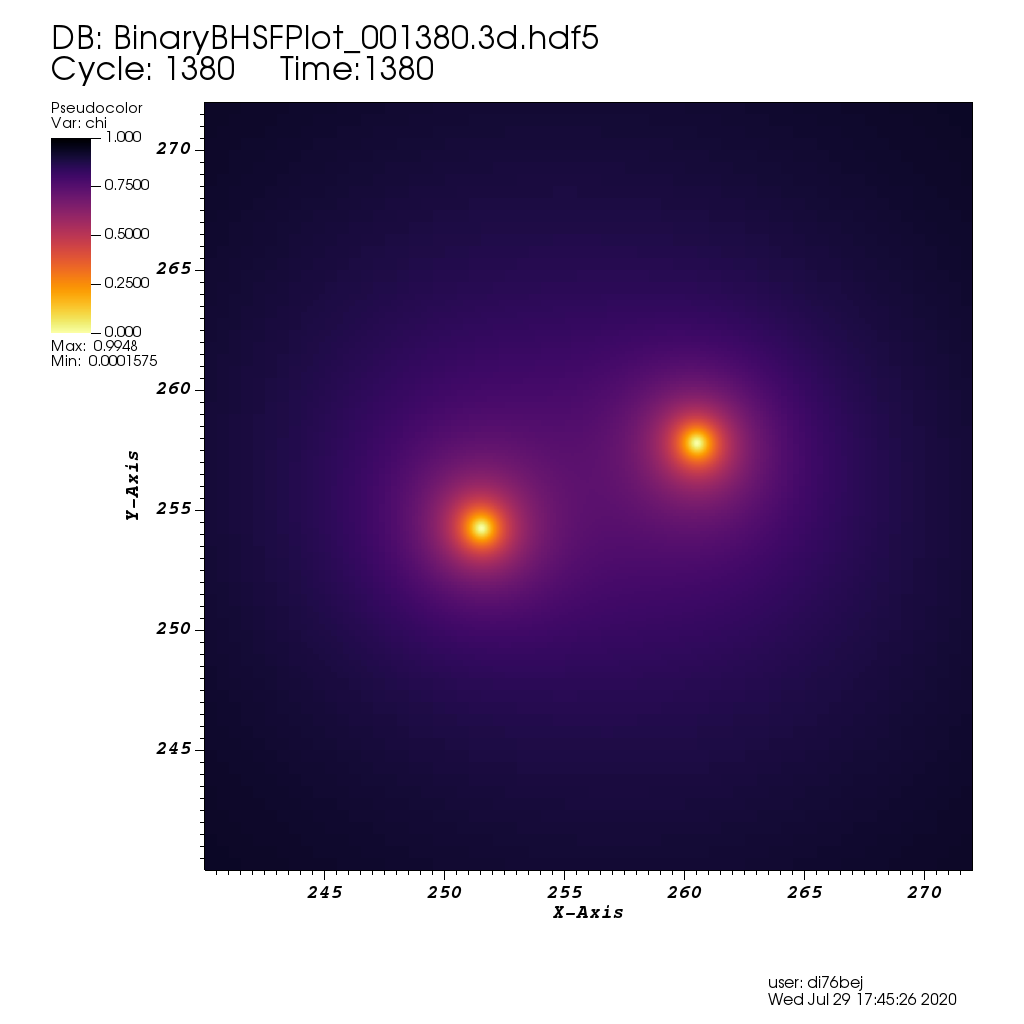 DB: BinaryBHSFPlot_001380.3d.hdf5
Cycle: 1380 Time:1380
Pseudocolor
Var: chi
1.000
0.7500
0.5000
0.2500
0.000
Max: 0.9948
Min: 0.0001575
270
265
260
255
250
245
Y-Axis
245 250 255 260 265 270
X-Axis
user: di76bej
Wed Jul 29 17:45:26 2020